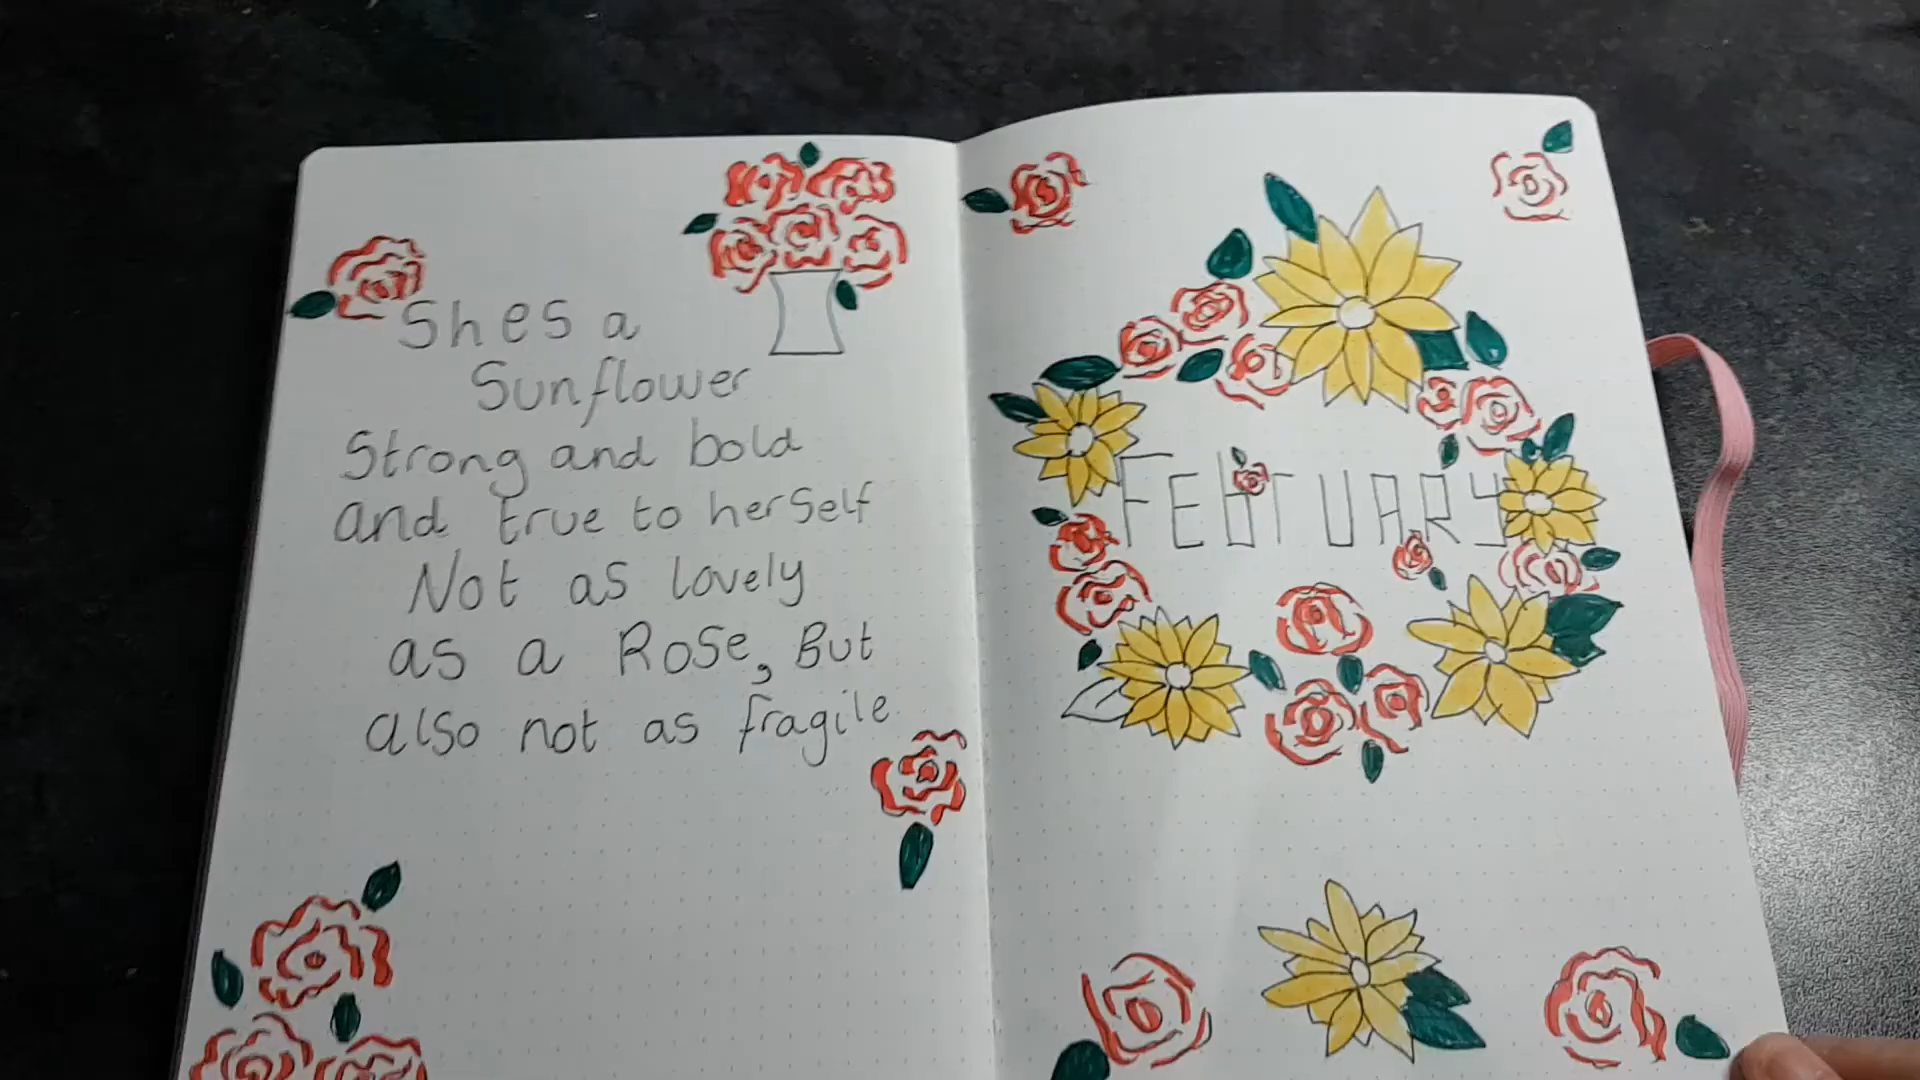 Shes a
Sunflower
Strong and bold
and true to herself
Not as lovely
as a Rose, But
also not as fragile
FEbrUARY